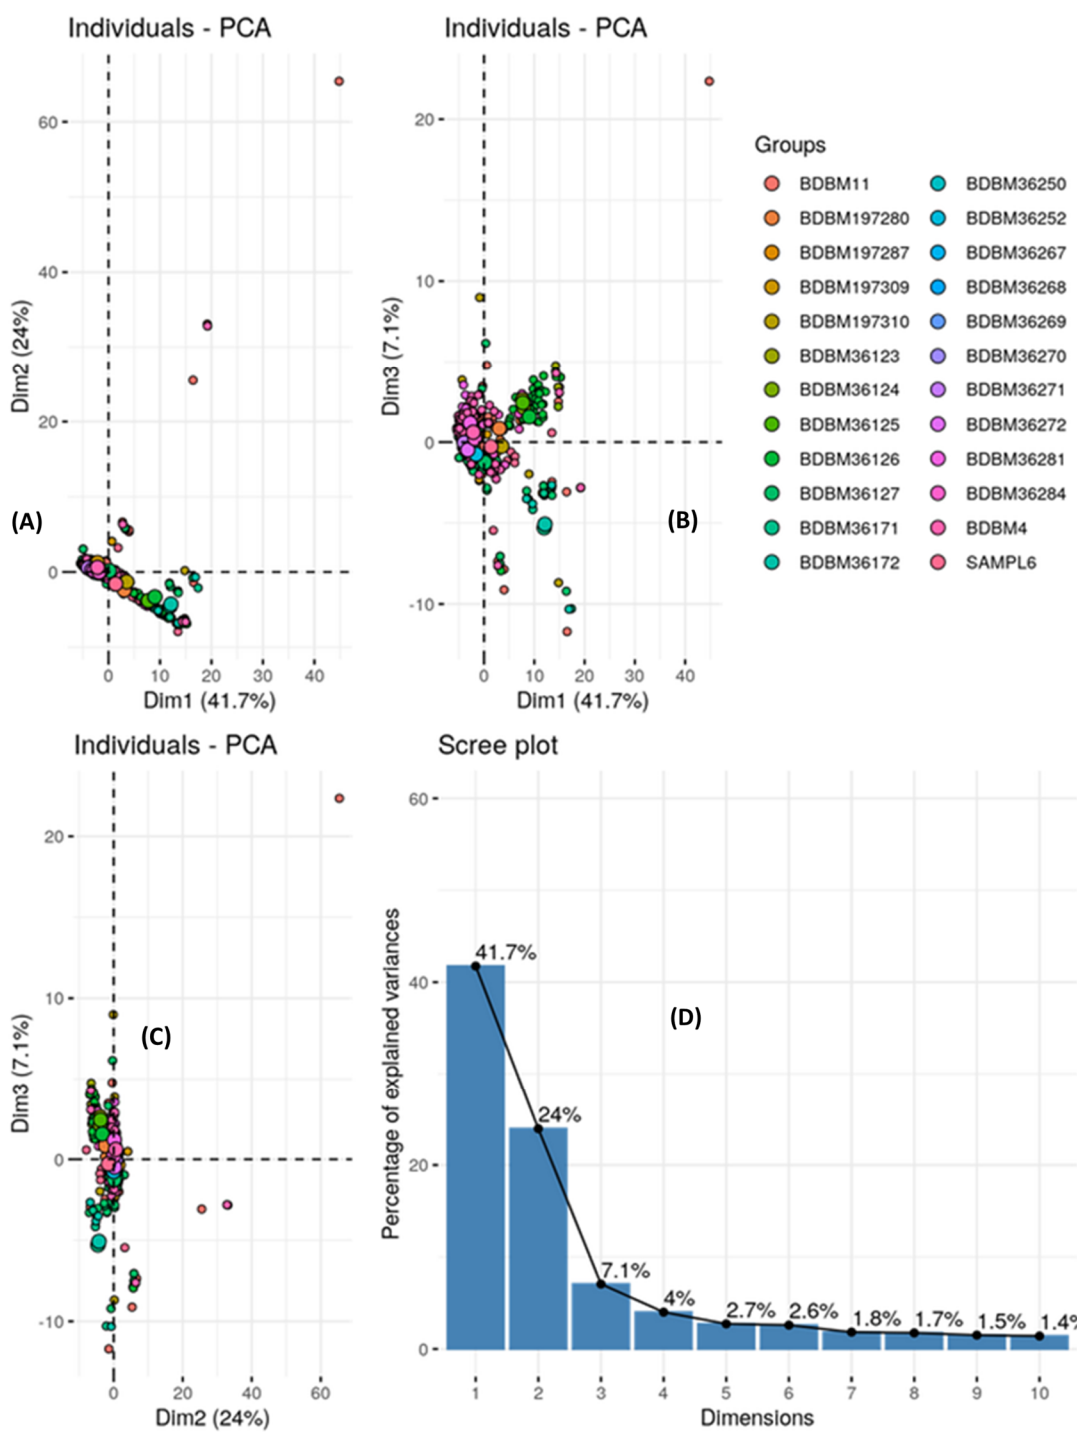 Individuals - PCA
60
40
20
0
Dim2 (24%)
0 10 20 30 40
Dim1 (41.7%)
(A)
Individuals - PCA
20
10
0
-10
Dim3 (7.1%)
0 10 20 30 40
Dim1 (41.7%)
(B)
Groups
BDBM11
BDBM197280
BDBM197287
BDBM197309
BDBM197310
BDBM36123
BDBM36124
BDBM36125
BDBM36126
BDBM36127
BDBM36171
BDBM36172
BDBM36250
BDBM36252
BDBM36267
BDBM36268
BDBM36269
BDBM36270
BDBM36271
BDBM36272
BDBM36281
BDBM36284
BDBM4
SAMPL6
Individuals - PCA
20
10
0
-10
Dim3 (7.1%)
0 20 40 60
Dim2 (24%)
(C)
Scree plot
60
40
20
0
Percentage of explained variances
41.7%
24%
7.1%
4%
2.7%
2.6%
1.8%
1.7%
1.5%
1.4%
(D)
1 2 3 4 5 6 7 8 9 10
Dimensions